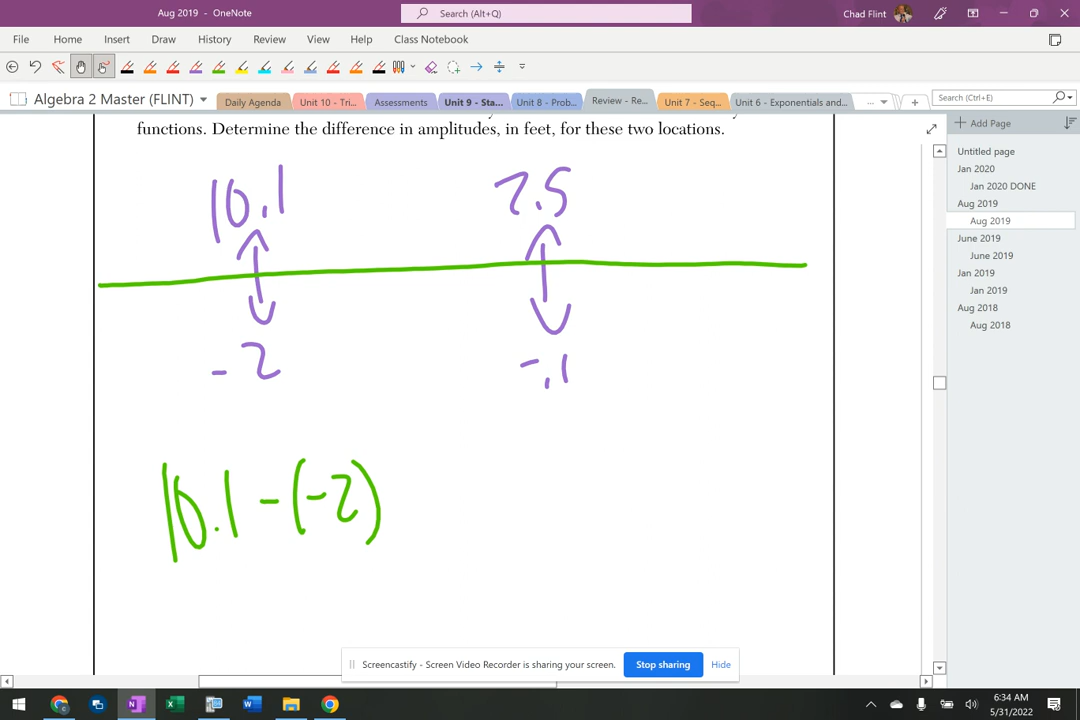 Aug 2019 - OneNote
Search (Alt+Q)
Chad Flint
File Home Insert Draw History Review View Help Class Notebook
Algebra 2 Master (FLINT)
Daily Agenda
Unit 10 - Tri...
Assessments
Unit 9 - Sta...
Unit 8 - Prob...
Review - Re...
Unit 7 - Seq...
Unit 6 - Exponentials and...
...
Search (Ctrl+E)
functions. Determine the difference in amplitudes, in feet, for these two locations.
10.1 7.5
- 2 -.1
10.1 - (-2)
Add Page
Untitled page
Jan 2020
Jan 2020 DONE
Aug 2019
Aug 2019
June 2019
June 2019
Jan 2019
Jan 2019
Aug 2018
Aug 2018
Screencastify - Screen Video Recorder is sharing your screen.
Stop sharing
Hide
6:34 AM
5/31/2022